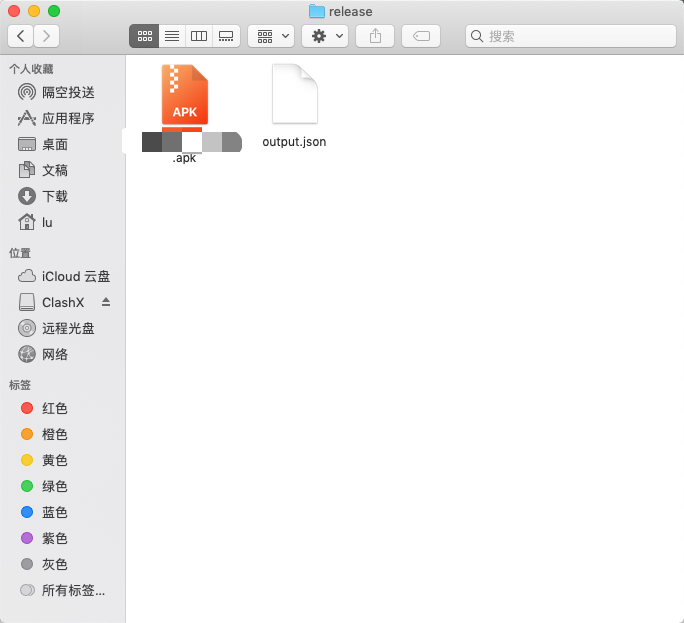 release
搜索
个人收藏
隔空投送
应用程序
桌面
文稿
下载
lu
位置
iCloud 云盘
ClashX
远程光盘
网络
标签
红色
橙色
黄色
绿色
蓝色
紫色
灰色
所有标签...
APK
.apk
output.json